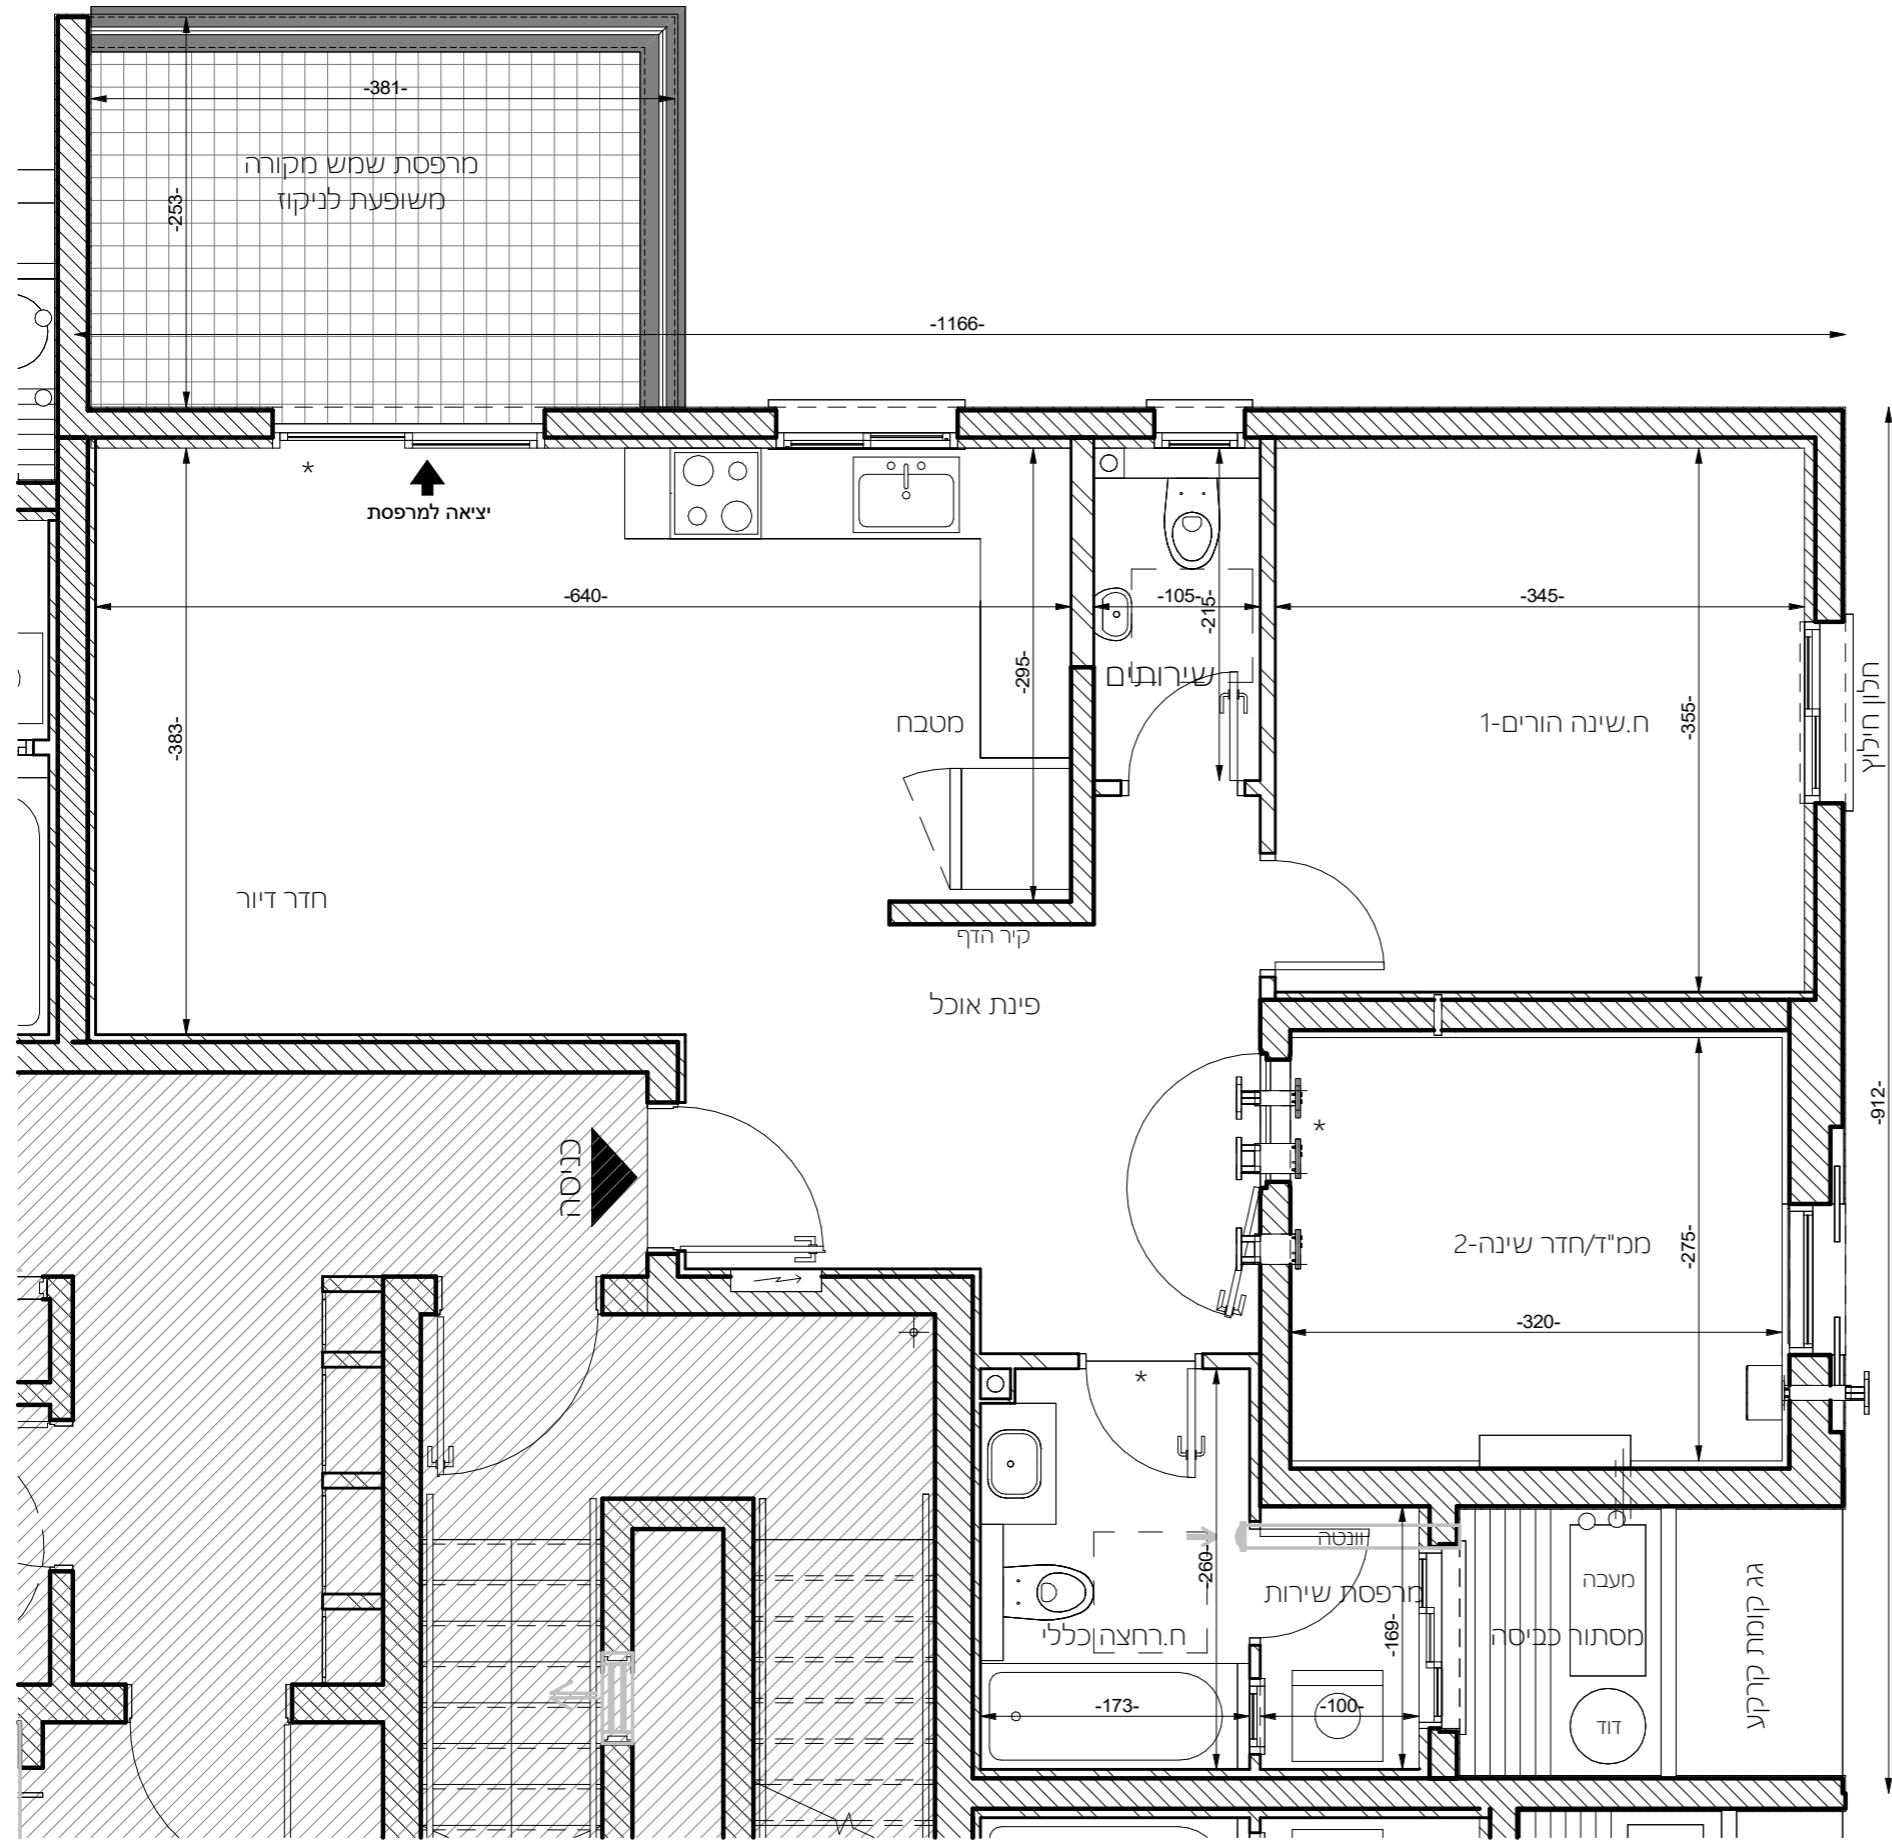 -381-
מרפסת שמש מקורה
משופעת לניקוז
-253-
-1166-
*
יציאה למרפסת
-640-
-105-
-215-
-345-
-295-
שירותים
מטבח
-383-
ח.שינה הורים-1
-355-
חלון חילוץ
חדר דיור
קיר הדף
פינת אוכל
-912-
כניסה
*
ממ"ד/חדר שינה-2
-275-
-320-
*
וונטה
-260-
מרפסת שירות
ח.רחצה כללי
-169-
מעבה
מסתור כביסה
גג קומת קרקע
-173-
-100-
דוד